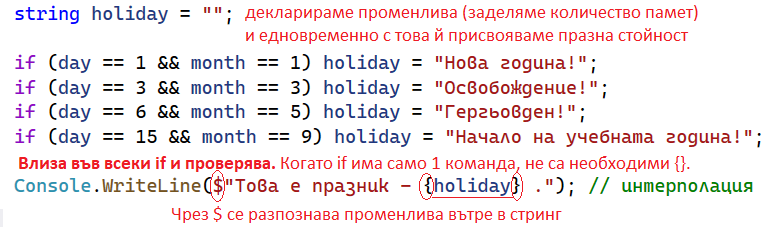 string holiday = ""; декларираме променлива (заделяме количество памет)
и едновременно с това й присвояваме празна стойност
if (day == 1 && month == 1) holiday = "Нова година!";
if (day == 3 && month == 3) holiday = "Освобождение!";
if (day == 6 && month == 5) holiday = "Гергьовден!";
if (day == 15 && month == 9) holiday = "Начало на учебната година!";
Влиза във всеки if и проверява. Когато if има само 1 команда, не са необходими {}.
Console.WriteLine($"Това е празник – {holiday} ."); // интерполация
Чрез $ се разпознава променлива вътре в стринг